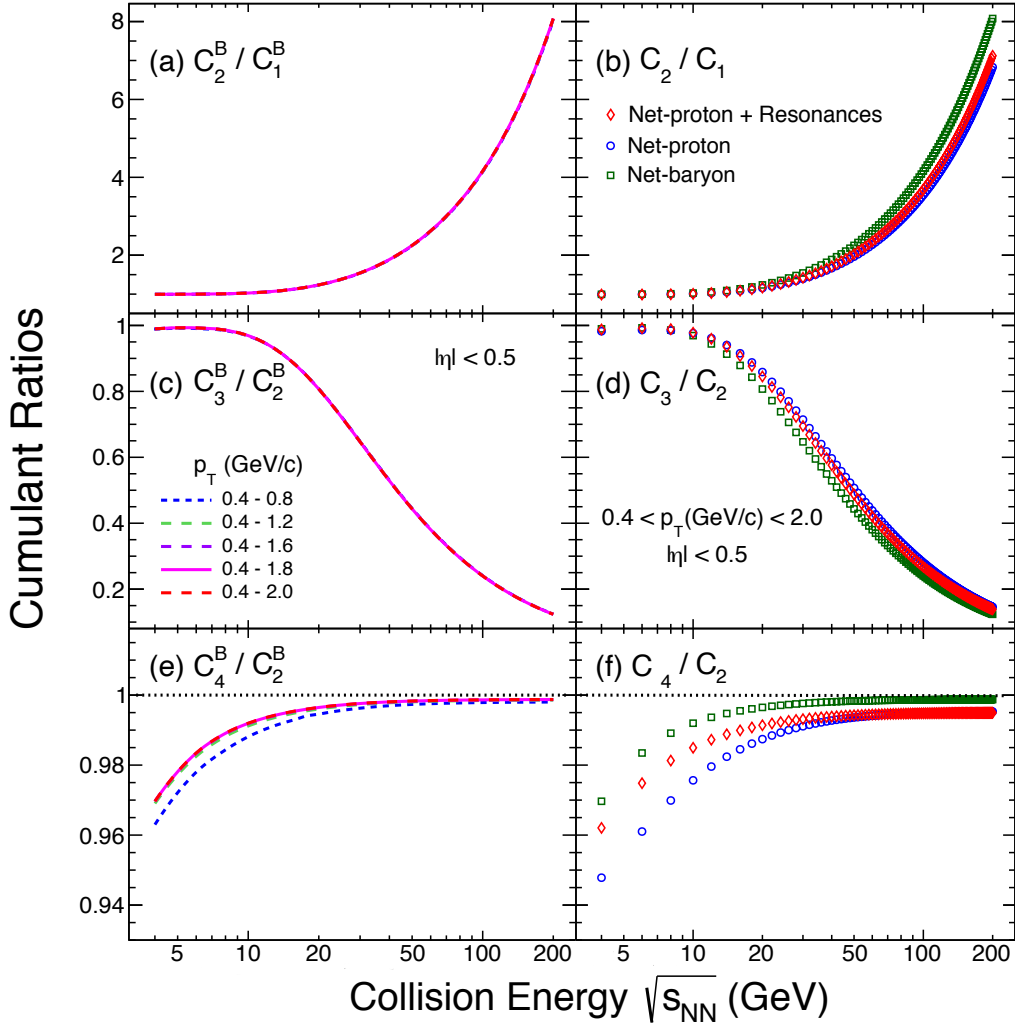 Cumulant Ratios
(a) C₂ᴮ / C₁ᴮ
8
6
4
2
(b) C₂ / C₁
Net-proton + Resonances
Net-proton
Net-baryon
(c) C₃ᴮ / C₂ᴮ
|η| < 0.5
1
0.8
0.6
0.4
0.2
p_T (GeV/c)
0.4 - 0.8
0.4 - 1.2
0.4 - 1.6
0.4 - 1.8
0.4 - 2.0
(d) C₃ / C₂
0.4 < p_T(GeV/c) < 2.0
|η| < 0.5
(e) C₄ᴮ / C₂ᴮ
1
0.98
0.96
0.94
5 10 20 50 100 200
(f) C₄ / C₂
5 10 20 50 100 200
Collision Energy √s_NN (GeV)